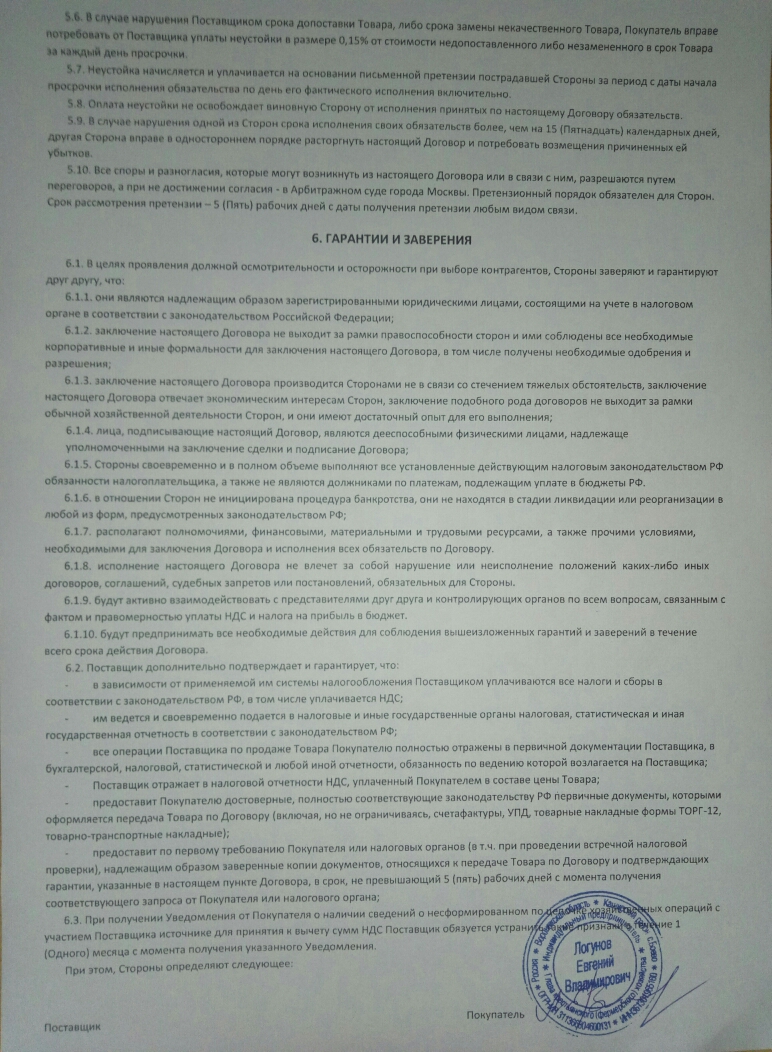 5.6. В случае нарушения Поставщиком срока допоставки Товара, либо срока замены некачественного Товара, Покупатель вправе
потребовать от Поставщика уплаты неустойки в размере 0,15% от стоимости недопоставленного либо незамененного в срок Товара
за каждый день просрочки.
5.7. Неустойка начисляется и уплачивается на основании письменной претензии пострадавшей Стороны за период с даты начала
просрочки исполнения обязательства по день его фактического исполнения включительно.
5.8. Оплата неустойки не освобождает виновную Сторону от исполнения принятых по настоящему Договору обязательств.
5.9. В случае нарушения одной из Сторон срока исполнения своих обязательств более, чем на 15 (Пятнадцать) календарных дней,
другая Сторона вправе в одностороннем порядке расторгнуть настоящий Договор и потребовать возмещения причиненных ей
убытков.
5.10. Все споры и разногласия, которые могут возникнуть из настоящего Договора или в связи с ним, разрешаются путем
переговоров, а при не достижении согласия - в Арбитражном суде города Москвы. Претензионный порядок обязателен для Сторон.
Срок рассмотрения претензии – 5 (Пять) рабочих дней с даты получения претензии любым видом связи.
6. ГАРАНТИИ И ЗАВЕРЕНИЯ
6.1. В целях проявления должной осмотрительности и осторожности при выборе контрагентов, Стороны заверяют и гарантируют
друг другу, что:
6.1.1. они являются надлежащим образом зарегистрированными юридическими лицами, состоящими на учете в налоговом
органе в соответствии с законодательством Российской Федерации;
6.1.2. заключение настоящего Договора не выходит за рамки правоспособности сторон и ими соблюдены все необходимые
корпоративные и иные формальности для заключения настоящего Договора, в том числе получены необходимые одобрения и
разрешения;
6.1.3. заключение настоящего Договора производится Сторонами не в связи со стечением тяжелых обстоятельств, заключение
настоящего Договора отвечает экономическим интересам Сторон, заключение подобного рода договоров не выходит за рамки
обычной хозяйственной деятельности Сторон, и они имеют достаточный опыт для его выполнения;
6.1.4. лица, подписывающие настоящий Договор, являются дееспособными физическими лицами, надлежаще
уполномоченными на заключение сделки и подписание Договора;
6.1.5. Стороны своевременно и в полном объеме выполняют все установленные действующим налоговым законодательством РФ
обязанности налогоплательщика, а также не являются должниками по платежам, подлежащим уплате в бюджеты РФ.
6.1.6. в отношении Сторон не инициирована процедура банкротства, они не находятся в стадии ликвидации или реорганизации в
любой из форм, предусмотренных законодательством РФ;
6.1.7. располагают полномочиями, финансовыми, материальными и трудовыми ресурсами, а также прочими условиями,
необходимыми для заключения Договора и исполнения всех обязательств по Договору.
6.1.8. исполнение настоящего Договора не влечет за собой нарушение или неисполнение положений каких-либо иных
договоров, соглашений, судебных запретов или постановлений, обязательных для Стороны.
6.1.9. будут активно взаимодействовать с представителями друг друга и контролирующих органов по всем вопросам, связанным с
фактом и правомерностью уплаты НДС и налога на прибыль в бюджет.
6.1.10. будут предпринимать все необходимые действия для соблюдения вышеизложенных гарантий и заверений в течение
всего срока действия Договора.
6.2. Поставщик дополнительно подтверждает и гарантирует, что:
- в зависимости от применяемой им системы налогообложения Поставщиком уплачиваются все налоги и сборы в
соответствии с законодательством РФ, в том числе уплачивается НДС;
- им ведется и своевременно подается в налоговые и иные государственные органы налоговая, статистическая и иная
государственная отчетность в соответствии с законодательством РФ;
- все операции Поставщика по продаже Товара Покупателю полностью отражены в первичной документации Поставщика, в
бухгалтерской, налоговой, статистической и любой иной отчетности, обязанность по ведению которой возлагается на Поставщика;
- Поставщик отражает в налоговой отчетности НДС, уплаченный Покупателем в составе цены Товара;
- предоставит Покупателю достоверные, полностью соответствующие законодательству РФ первичные документы, которыми
оформляется передача Товара по Договору (включая, но не ограничиваясь, счетафактуры, УПД, товарные накладные формы ТОРГ-12,
товарно-транспортные накладные);
- предоставит по первому требованию Покупателя или налоговых органов (в т.ч. при проведении встречной налоговой
проверки), надлежащим образом заверенные копии документов, относящихся к передаче Товара по Договору и подтверждающих
гарантии, указанные в настоящем пункте Договора, в срок, не превышающий 5 (пять) рабочих дней с момента получения
соответствующего запроса от Покупателя или налогового органа;
6.3. При получении Уведомления от Покупателя о наличии сведений о несформированном по цепочке хозяйственных операций с
участием Поставщика источнике для принятия к вычету сумм НДС Поставщик обязуется устранить такие признаки в течение 1
(Одного) месяца с момента получения указанного Уведомления.
При этом, Стороны определяют следующее:
Логунов
Евгений
Владимирович
Индивидуальный предприниматель
глава крестьянского (фермерского) хозяйства
Россия
Покупатель
Поставщик